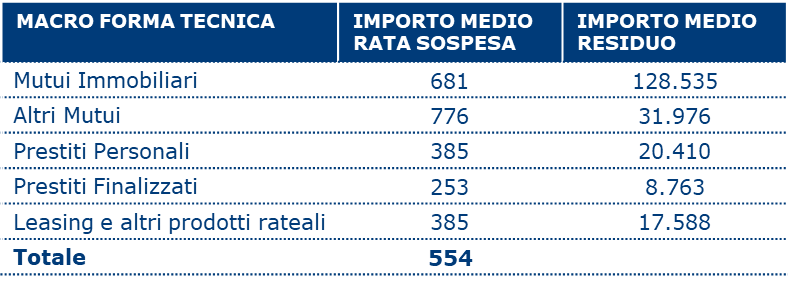 MACRO FORMA TECNICA IMPORTO MEDIO RATA SOSPESA IMPORTO MEDIO RESIDUO
Mutui Immobiliari 681 128.535
Altri Mutui 776 31.976
Prestiti Personali 385 20.410
Prestiti Finalizzati 253 8.763
Leasing e altri prodotti rateali 385 17.588
Totale 554